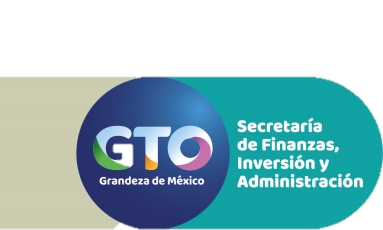 GTO
Grandeza de México
Secretaría
de Finanzas,
Inversión y
Administración